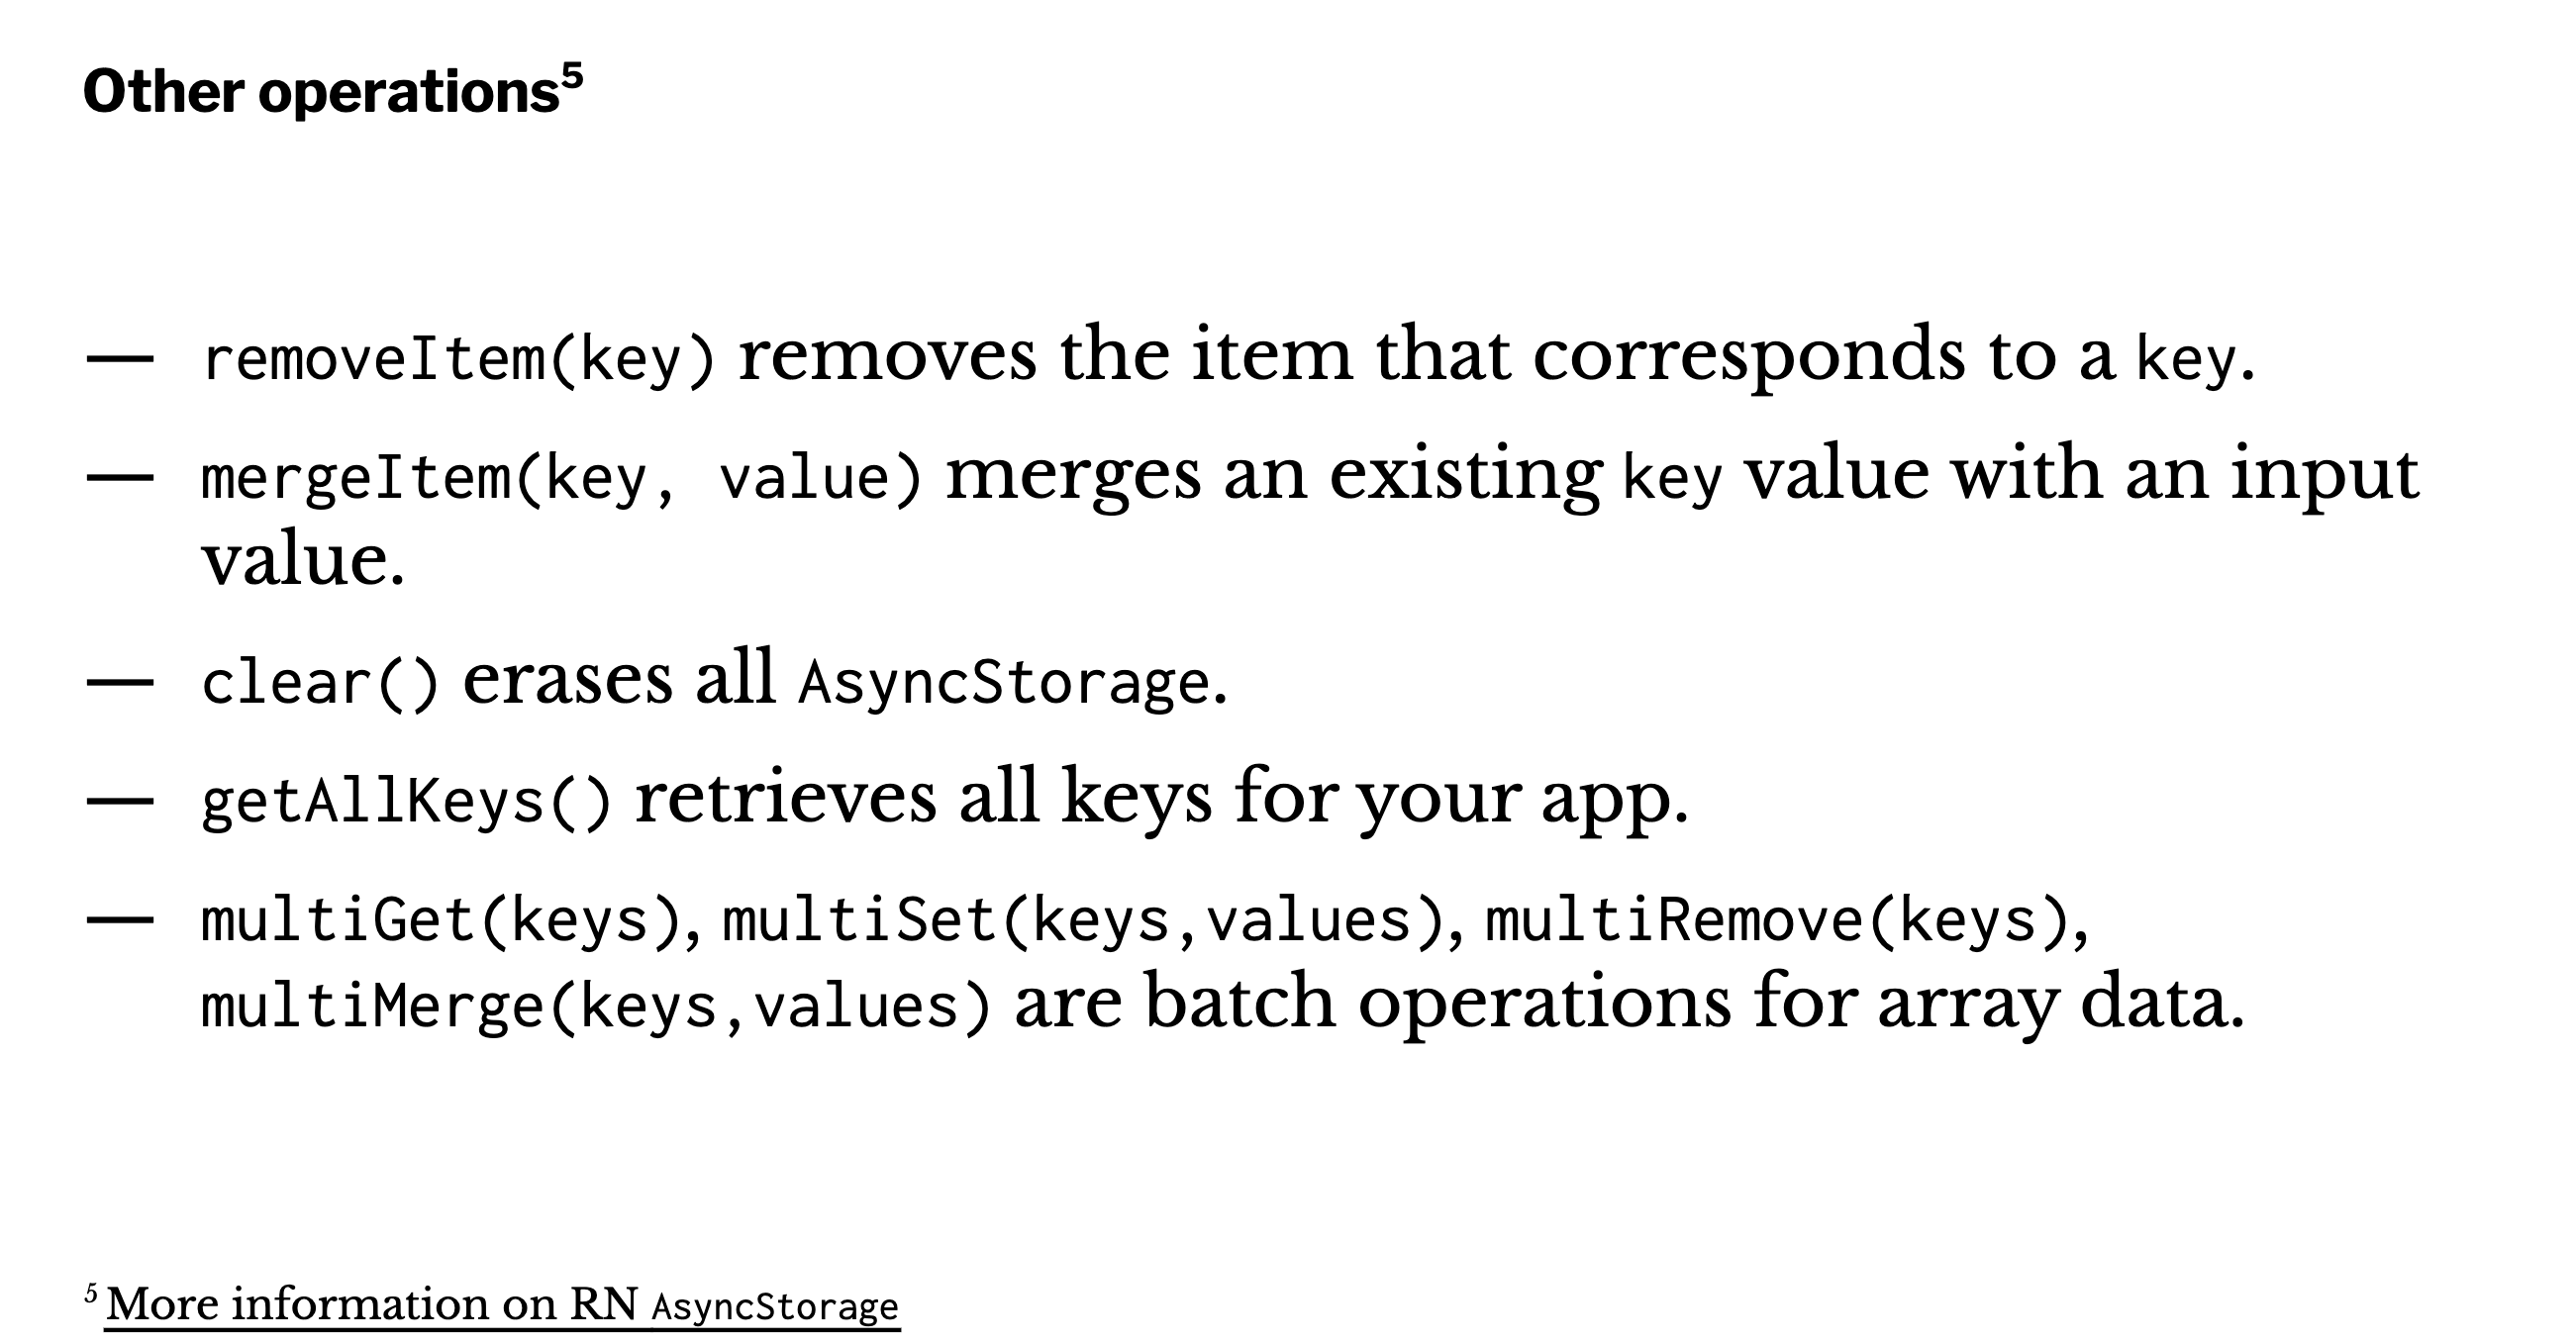 Other operations⁵
— removeItem(key) removes the item that corresponds to a key.
— mergeItem(key, value) merges an existing key value with an input
value.
— clear() erases all AsyncStorage.
— getAllKeys() retrieves all keys for your app.
— multiGet(keys), multiSet(keys,values), multiRemove(keys),
multiMerge(keys,values) are batch operations for array data.
⁵ More information on RN AsyncStorage